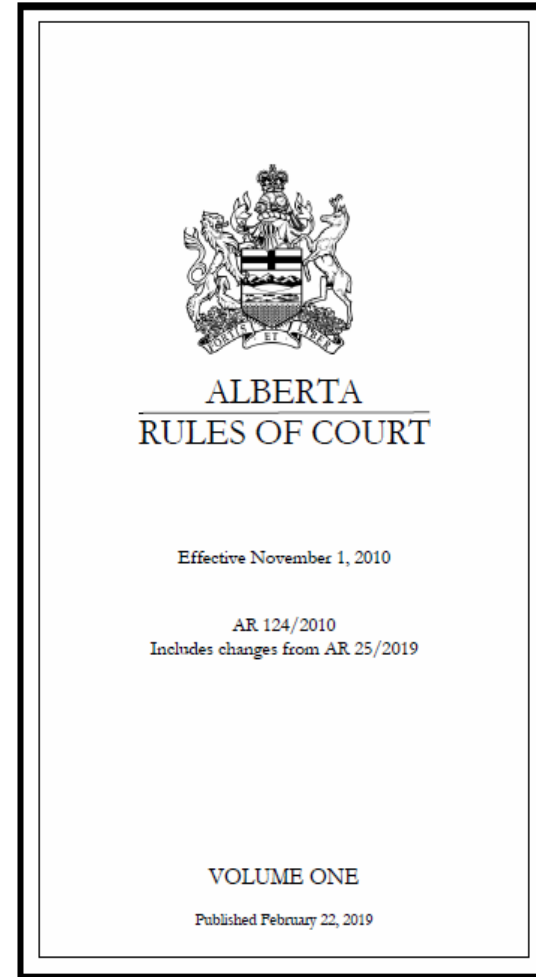 FORTIS ET LIBER
ALBERTA
RULES OF COURT
Effective November 1, 2010
AR 124/2010
Includes changes from AR 25/2019
VOLUME ONE
Published February 22, 2019